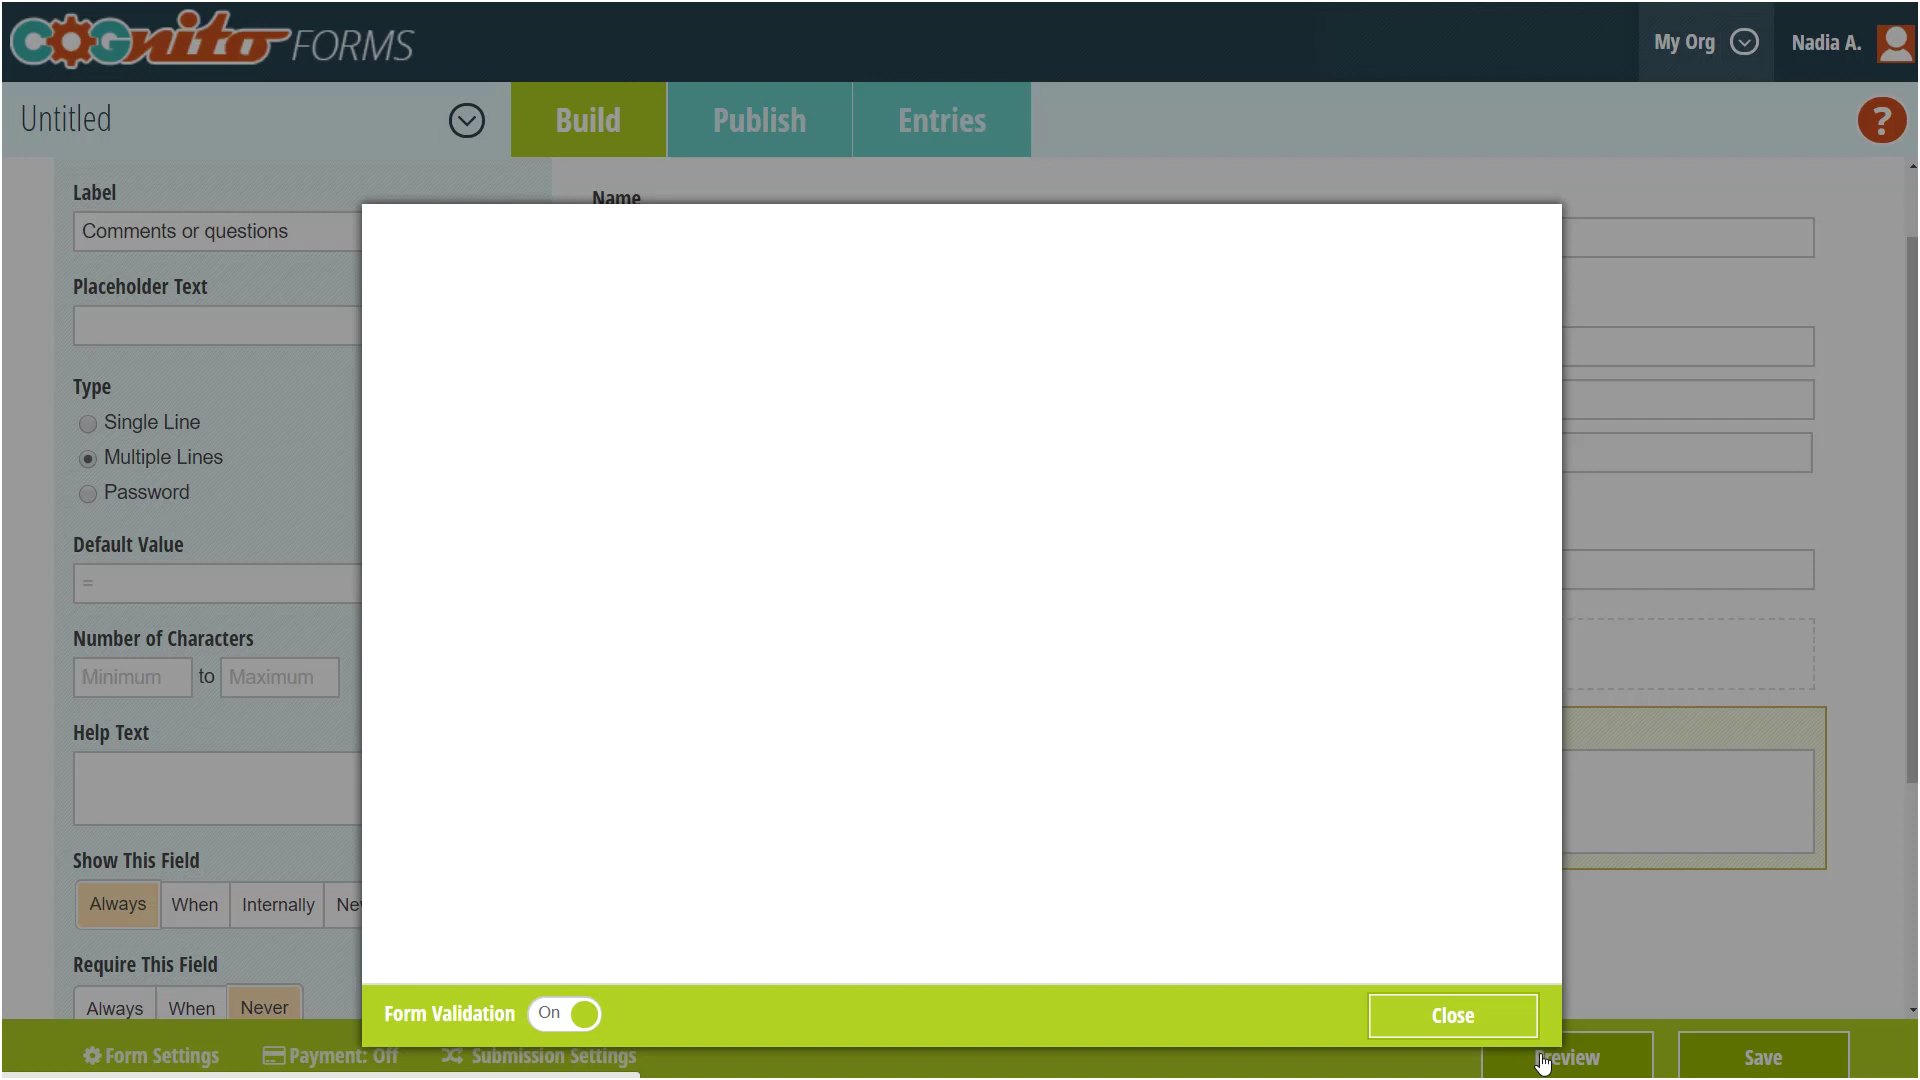 COGnito FORMS
My Org
Nadia A.
Untitled
Build
Publish
Entries
?
Label
Name
Comments or questions
Placeholder Text
Type
Single Line
Multiple Lines
Password
Default Value
=
Number of Characters
Minimum to Maximum
Help Text
Show This Field
Always When Internally
Require This Field
Always When Never
Form Validation On
Close
Form Settings
Payment: Off
Submission Settings
Preview
Save